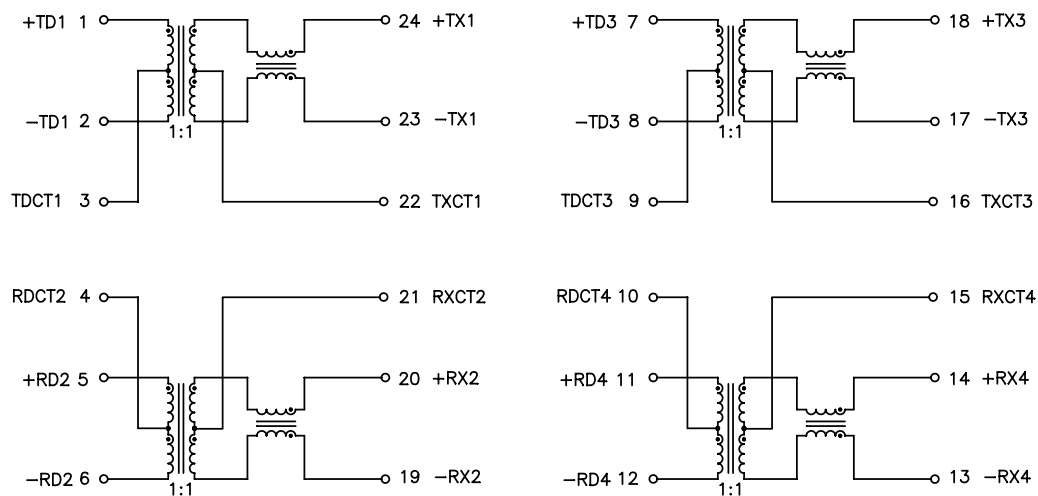 +TD1 1 24 +TX1
-TD1 2 1:1 23 -TX1
TDCT1 3 22 TXCT1
+TD3 7 18 +TX3
-TD3 8 1:1 17 -TX3
TDCT3 9 16 TXCT3
RDCT2 4 21 RXCT2
+RD2 5 20 +RX2
-RD2 6 1:1 19 -RX2
RDCT4 10 15 RXCT4
+RD4 11 14 +RX4
-RD4 12 1:1 13 -RX4